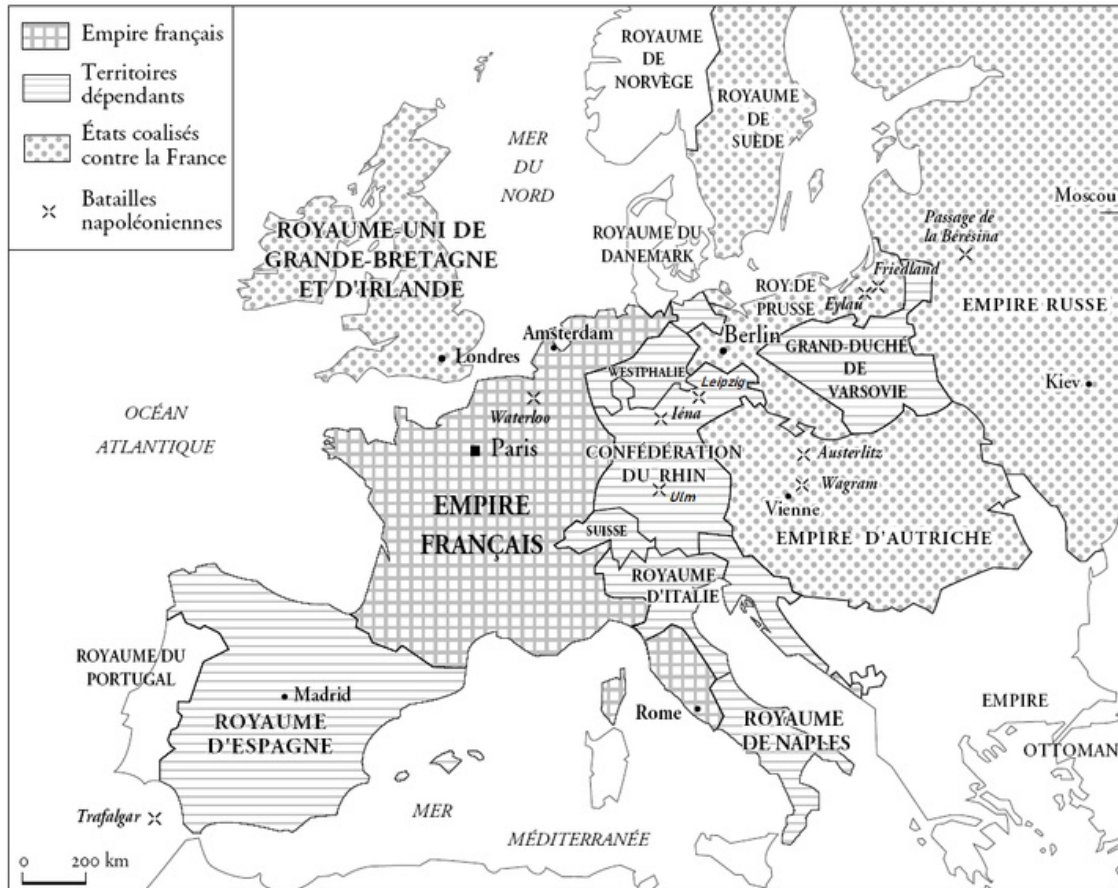 Empire français
Territoires
dépendants
États coalisés
contre la France
Batailles
napoléoniennes
ROYAUME
DE
NORVÈGE
ROYAUME
DE
SUÈDE
MER
DU
NORD
Moscou
Passage de
la Bérésina
ROYAUME-UNI DE
GRANDE-BRETAGNE
ET D'IRLANDE
ROYAUME DU
DANEMARK
Friedland
Eylau
ROY. DE
PRUSSE
EMPIRE RUSSE
Amsterdam
Berlin
Londres
GRAND-DUCHÉ
DE
VARSOVIE
WESTPHALIE
Leipzig
Kiev
OCÉAN
ATLANTIQUE
Waterloo
Iéna
Paris
CONFÉDÉRATION
DU RHIN
Austerlitz
Wagram
Ulm
Vienne
EMPIRE
FRANÇAIS
SUISSE
EMPIRE D'AUTRICHE
ROYAUME
D'ITALIE
ROYAUME DU
PORTUGAL
Madrid
ROYAUME
D'ESPAGNE
Rome
ROYAUME
DE NAPLES
EMPIRE
OTTOMAN
Trafalgar
MER
MÉDITERRANÉE
0 200 km